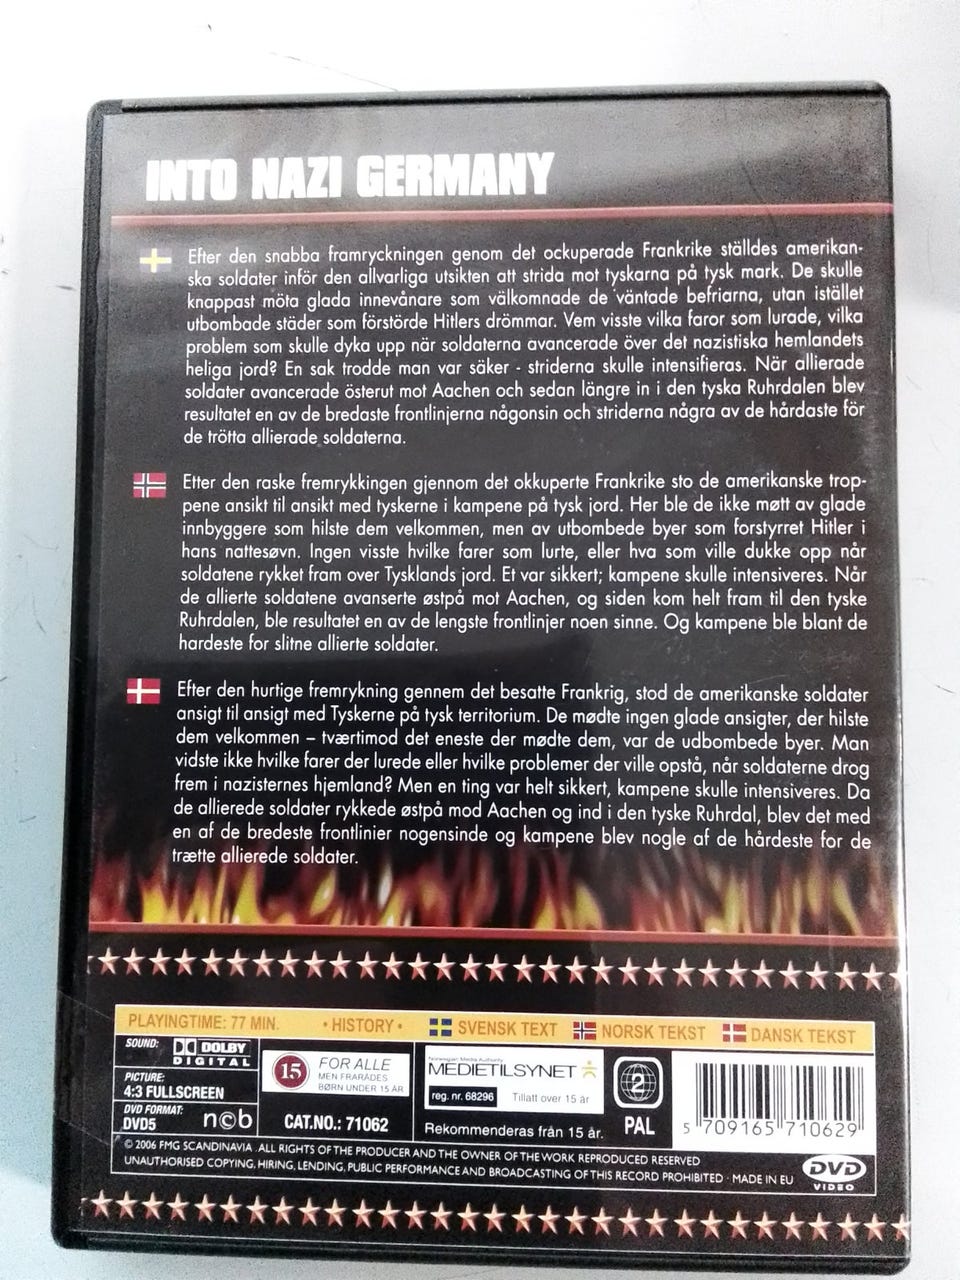 INTO NAZI GERMANY
Efter den snabba framryckningen genom det ockuperade Frankrike ställdes amerikan-
ska soldater inför den allvarliga utsikten att strida mot tyskarna på tysk mark. De skulle
knappast möta glada innevånare som välkomnade de väntade befriarna, utan istället
utbombade städer som förstörde Hitlers drömmar. Vem visste vilka faror som lurade, vilka
problem som skulle dyka upp när soldaterna avancerade över det nazistiska hemlandets
heliga jord? En sak trodde man var säker - striderna skulle intensifieras. När allierade
soldater avancerade österut mot Aachen och sedan längre in i den tyska Ruhrdalen blev
resultatet en av de bredaste frontlinjerna någonsin och striderna några av de hårdaste för
de trötta allierade soldaterna.
Etter den raske fremrykkingen gjennom det okkuperte Frankrike sto de amerikanske trop-
pene ansikt til ansikt med tyskerne i kampene på tysk jord. Her ble de ikke møtt av glade
innbyggere som hilste dem velkommen, men av utbombede byer som forstyrret Hitler i
hans nattesøvn. Ingen visste hvilke farer som lurte, eller hva som ville dukke opp når
soldatene rykket fram over Tysklands jord. Et var sikkert; kampene skulle intensiveres. Når
de allierte soldatene avanserte østpå mot Aachen, og siden kom helt fram til den tyske
Ruhrdalen, ble resultatet en av de lengste frontlinjer noen sinne. Og kampene ble blant de
hardeste for slitne allierte soldater.
Efter den hurtige fremrykning gennem det besatte Frankrig, stod de amerikanske soldater
ansigt til ansigt med Tyskerne på tysk territorium. De mødte ingen glade ansigter, der hilste
dem velkommen – tværtimod det eneste der mødte dem, var de udbombede byer. Man
vidste ikke hvilke farer der lurede eller hvilke problemer der ville opstå, når soldaterne drog
frem i nazisternes hjemland? Men en ting var helt sikkert, kampene skulle intensiveres. Da
de allierede soldater rykkede østpå mod Aachen og ind i den tyske Ruhrdal, blev det med
en af de bredeste frontlinier nogensinde og kampene blev nogle af de hårdeste for de
trætte allierede soldater.
PLAYINGTIME: 77 MIN. • HISTORY • SVENSK TEXT NORSK TEKST DANSK TEKST
SOUND: DOLBY
DIGITAL
PICTURE:
4:3 FULLSCREEN
DVD FORMAT:
DVD5
ncb
15
FOR ALLE
MEN FRARÅDES
BØRN UNDER 15 ÅR
CAT.NO.: 71062
Norwegian Media Authority
MEDIETILSYNET
reg. nr. 68296 Tillatt over 15 år
Rekommenderas från 15 år.
2
PAL
5 709165 710629
© 2006 FMG SCANDINAVIA . ALL RIGHTS OF THE PRODUCER AND THE OWNER OF THE WORK REPRODUCED RESERVED
UNAUTHORISED COPYING, HIRING, LENDING, PUBLIC PERFORMANCE AND BROADCASTING OF THIS RECORD PROHIBITED · MADE IN EU
DVD
VIDEO